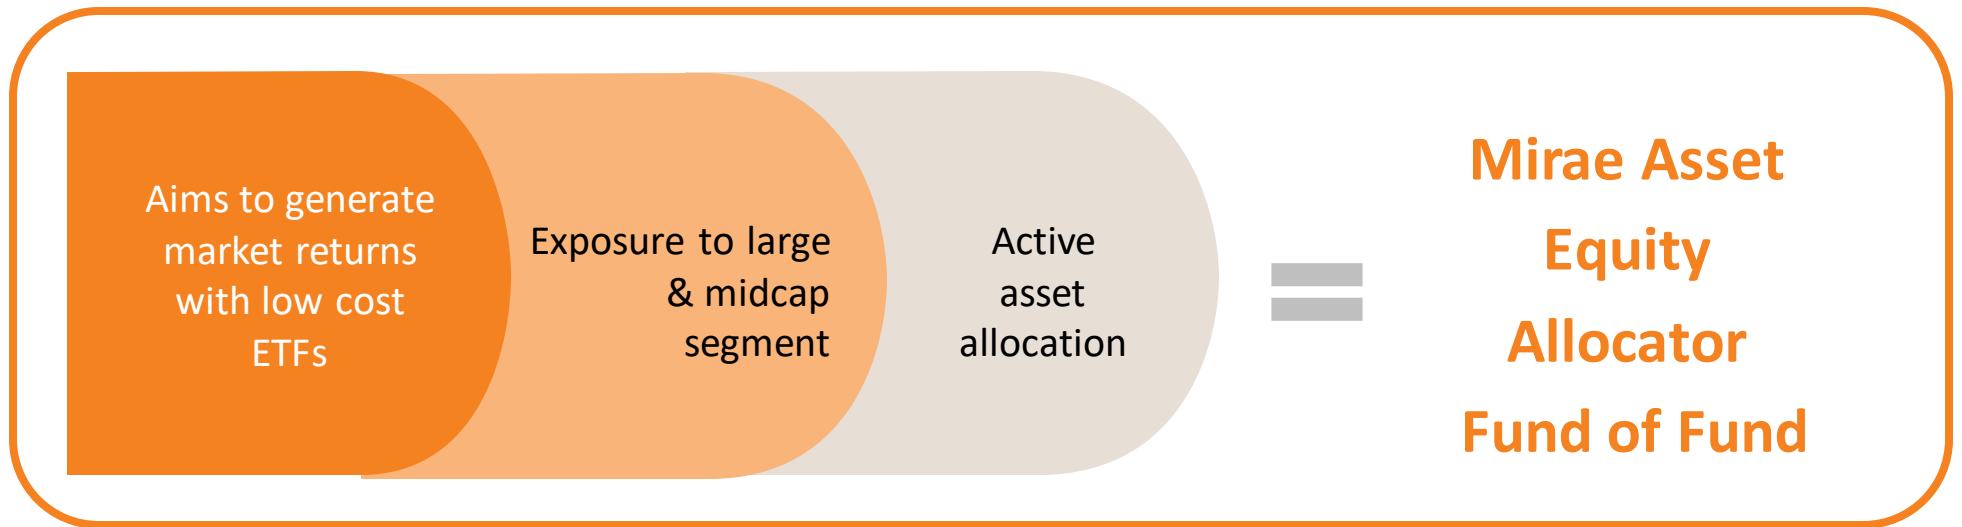 Aims to generate
market returns
with low cost
ETFs
Exposure to large
& midcap
segment
Active
asset
allocation
Mirae Asset
Equity
Allocator
Fund of Fund